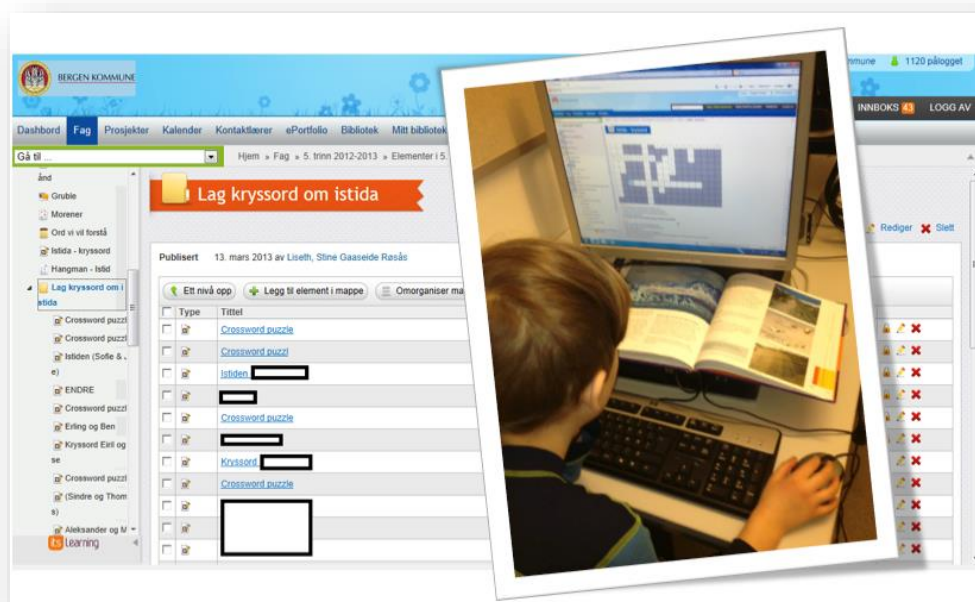 BERGEN KOMMUNE
mmune 1120 pålogget
INNBOKS 43 LOGG AV
Dashbord Fag Prosjekter Kalender Kontaktlærer ePortfolio Bibliotek Mitt bibliotek
Gå til ...
Hjem » Fag » 5. trinn 2012-2013 » Elementer i 5.
ånd
Gruble
Morener
Ord vi vil forstå
Istida - kryssord
Hangman - Istid
Lag kryssord om i
stida
Crossword puzzl
Crossword puzzl
Istiden (Sofie & J
e)
ENDRE
Crossword puzzl
Erling og Ben
Kryssord Eiril og
se
Crossword puzzl
(Sindre og Thom
s)
Aleksander og M
its learning
Lag kryssord om istida
Rediger Slett
Publisert 13. mars 2013 av Liseth, Stine Gaaseide Røsås
Ett nivå opp Legg til element i mappe Omorganiser ma
Type Tittel
Crossword puzzle
Crossword puzzl
Istiden
Crossword puzzle
Kryssord
Crossword puzzle